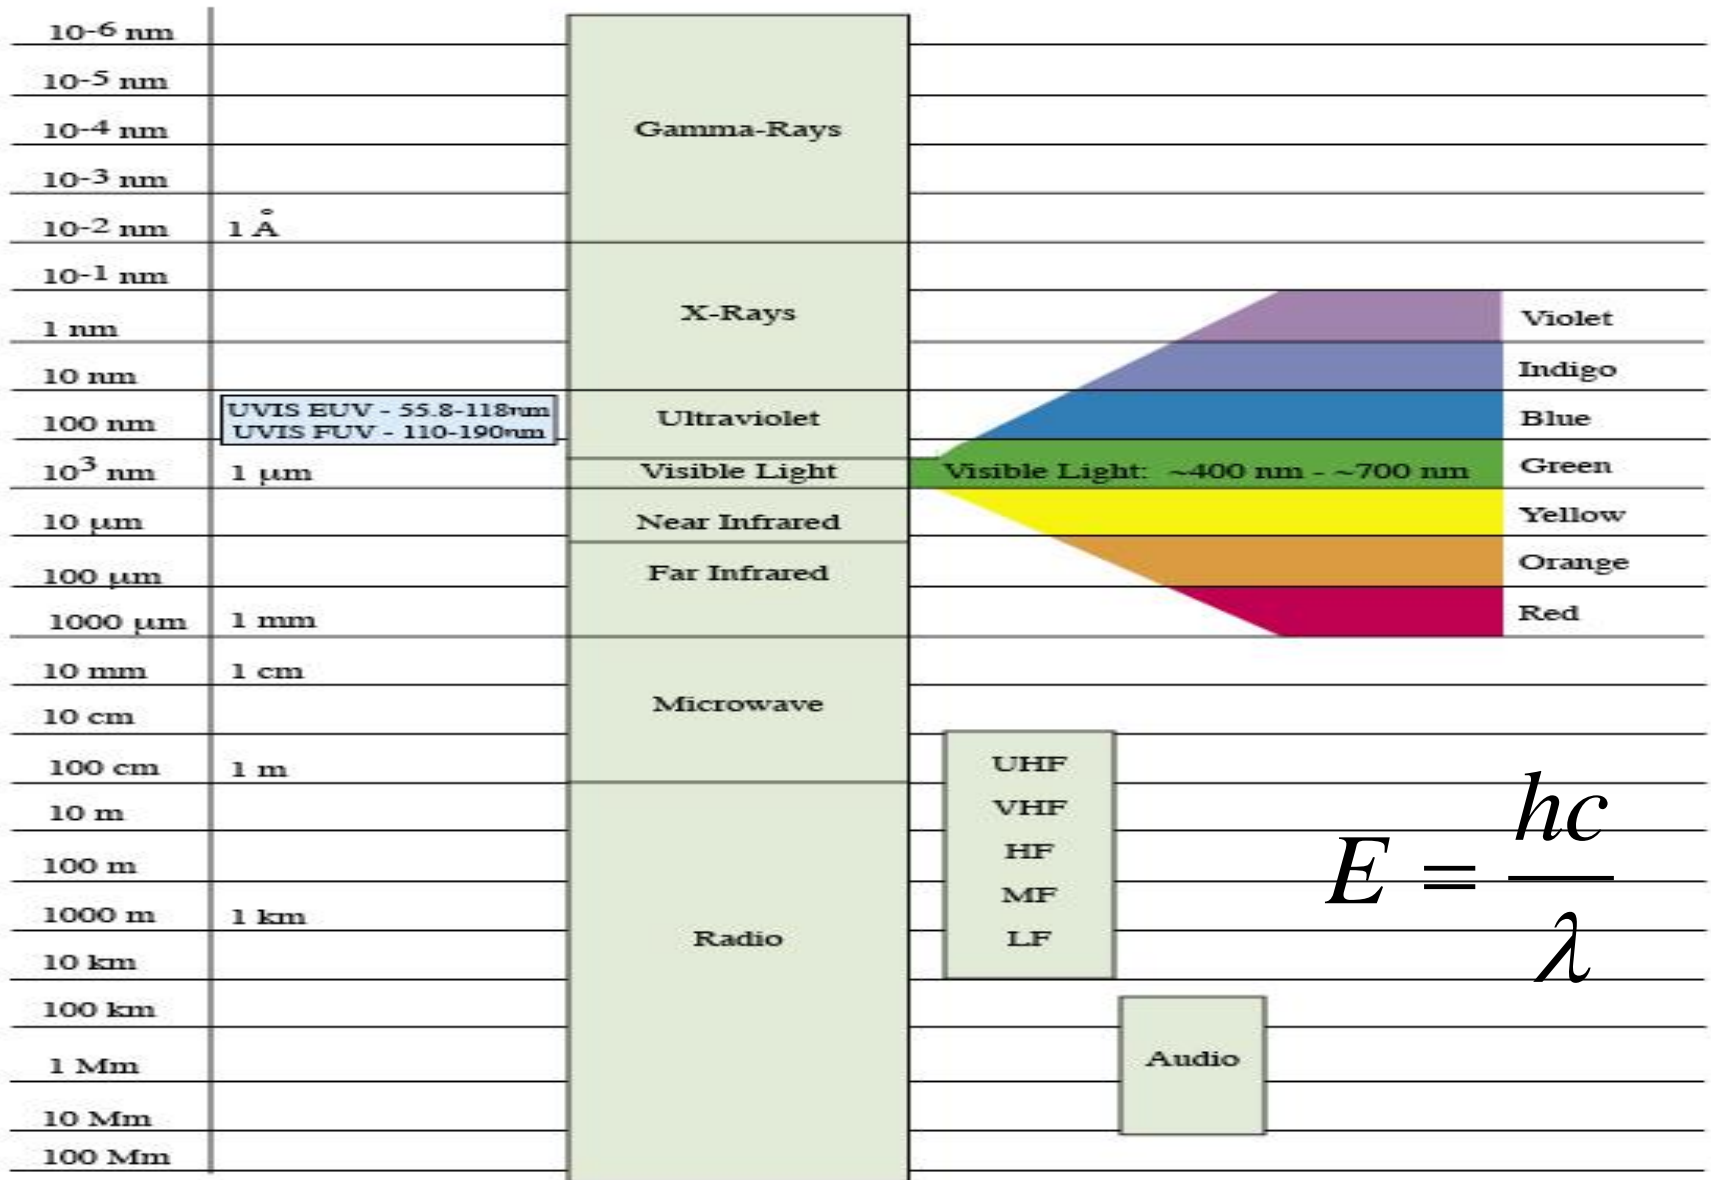 10-6 nm
10-5 nm
10-4 nm
Gamma-Rays
10-3 nm
10-2 nm 1 Å
10-1 nm
X-Rays
1 nm
Violet
10 nm
Indigo
100 nm
UVIS EUV - 55.8-118nm
UVIS FUV - 110-190nm
Ultraviolet
Blue
10³ nm 1 µm
Visible Light
Visible Light: ~400 nm - ~700 nm
Green
10 µm
Near Infrared
Yellow
100 µm
Far Infrared
Orange
1000 µm 1 mm
Red
10 mm 1 cm
10 cm
Microwave
100 cm 1 m
UHF
10 m
VHF
100 m
HF
1000 m 1 km
MF
Radio
LF
10 km
E = hc / λ
100 km
1 Mm
Audio
10 Mm
100 Mm